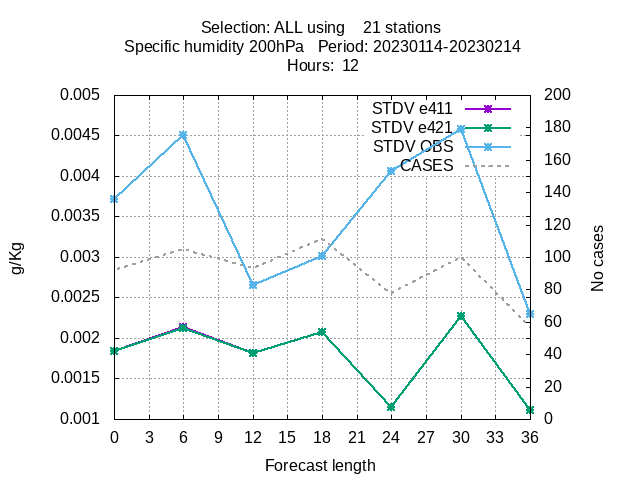 Selection: ALL using    21 stations
Specific humidity 200hPa   Period: 20230114-20230214
Hours:  12
0.005
0.0045
0.004
0.0035
0.003
0.0025
0.002
0.0015
0.001
200
180
160
140
120
100
80
60
40
20
0
STDV e411
STDV e421
STDV OBS
CASES
g/Kg
No cases
0 3 6 9 12 15 18 21 24 27 30 33 36
Forecast length